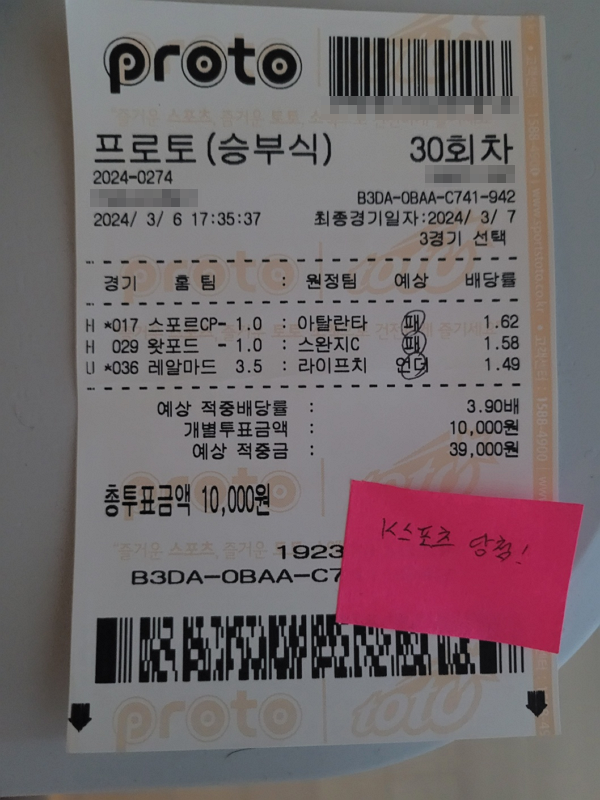 proto
프로토(승부식) 30회차
2024-0274
B3DA-0BAA-C741-942
2024/ 3/ 6 17:35:37 최종경기일자:2024/ 3/ 7
3경기 선택
경기 홈 팀 : 원정팀 예상 배당률
H *017 스포르CP- 1.0 : 아탈란타 패 1.62
H 029 왓포드 - 1.0 : 스완지C 패 1.58
U *036 레알마드 3.5 : 라이프치 언더 1.49
예상 적중배당률 : 3.90배
개별투표금액 : 10,000원
예상 적중금 : 39,000원
총투표금액 10,000원
1923
B3DA-0BAA-C7
스포츠 당첨!
proto
toto